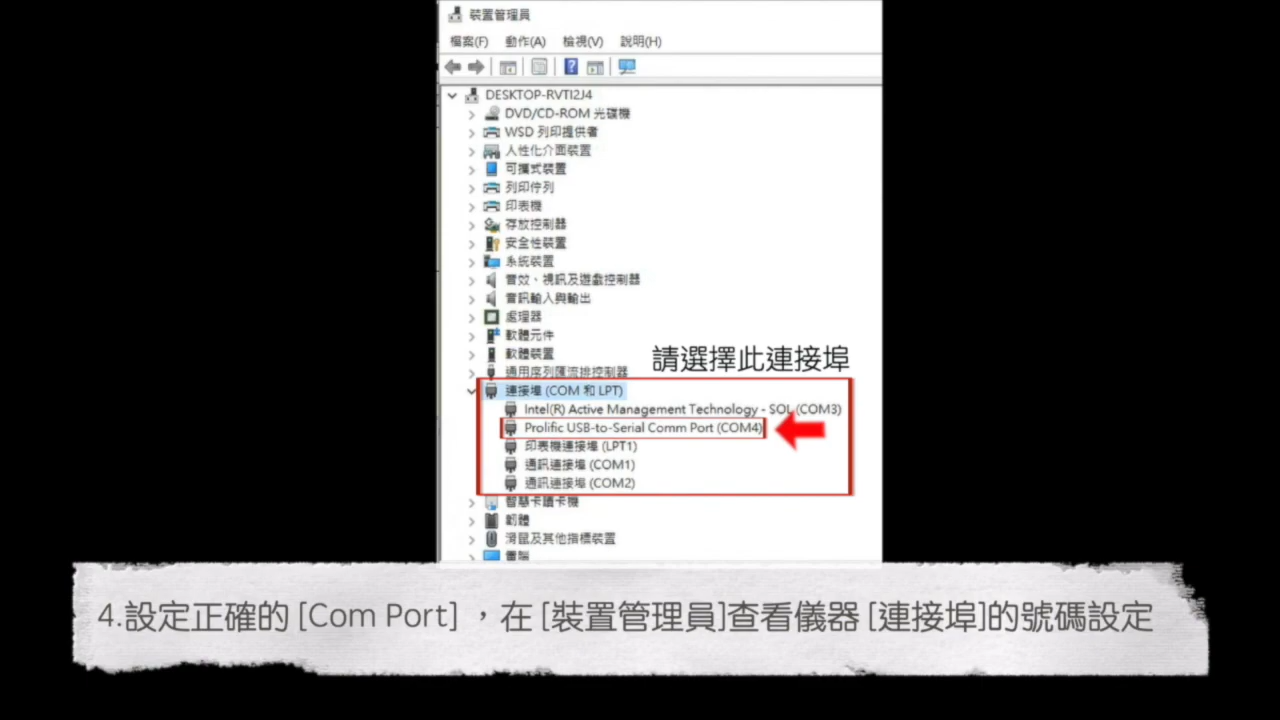 裝置管理員
檔案(F) 動作(A) 檢視(V) 說明(H)
DESKTOP-RVTI2J4
DVD/CD-ROM 光碟機
WSD 列印提供者
人性化介面裝置
可攜式裝置
列印佇列
印表機
存放控制器
安全性裝置
系統裝置
音效、視訊及遊戲控制器
音訊輸入與輸出
處理器
軟體元件
軟體裝置
請選擇此連接埠
通用序列匯流排控制器
連接埠 (COM 和 LPT)
Intel(R) Active Management Technology - SOL (COM3)
Prolific USB-to-Serial Comm Port (COM4)
印表機連接埠 (LPT1)
通訊連接埠 (COM1)
通訊連接埠 (COM2)
智慧卡讀卡機
韌體
滑鼠及其他指標裝置
電腦
4.設定正確的 [Com Port] ，在 [裝置管理員]查看儀器 [連接埠]的號碼設定